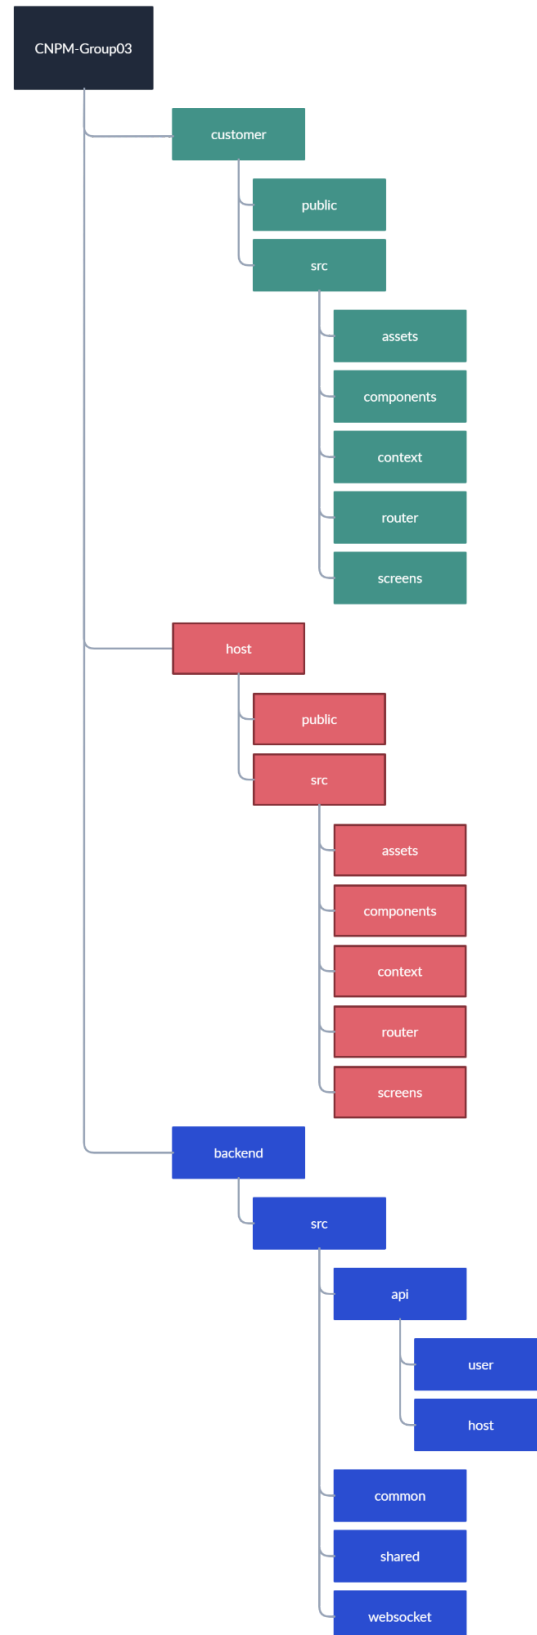 CNPM-Group03
customer
public
src
assets
components
context
router
screens
host
public
src
assets
components
context
router
screens
backend
src
api
user
host
common
shared
websocket